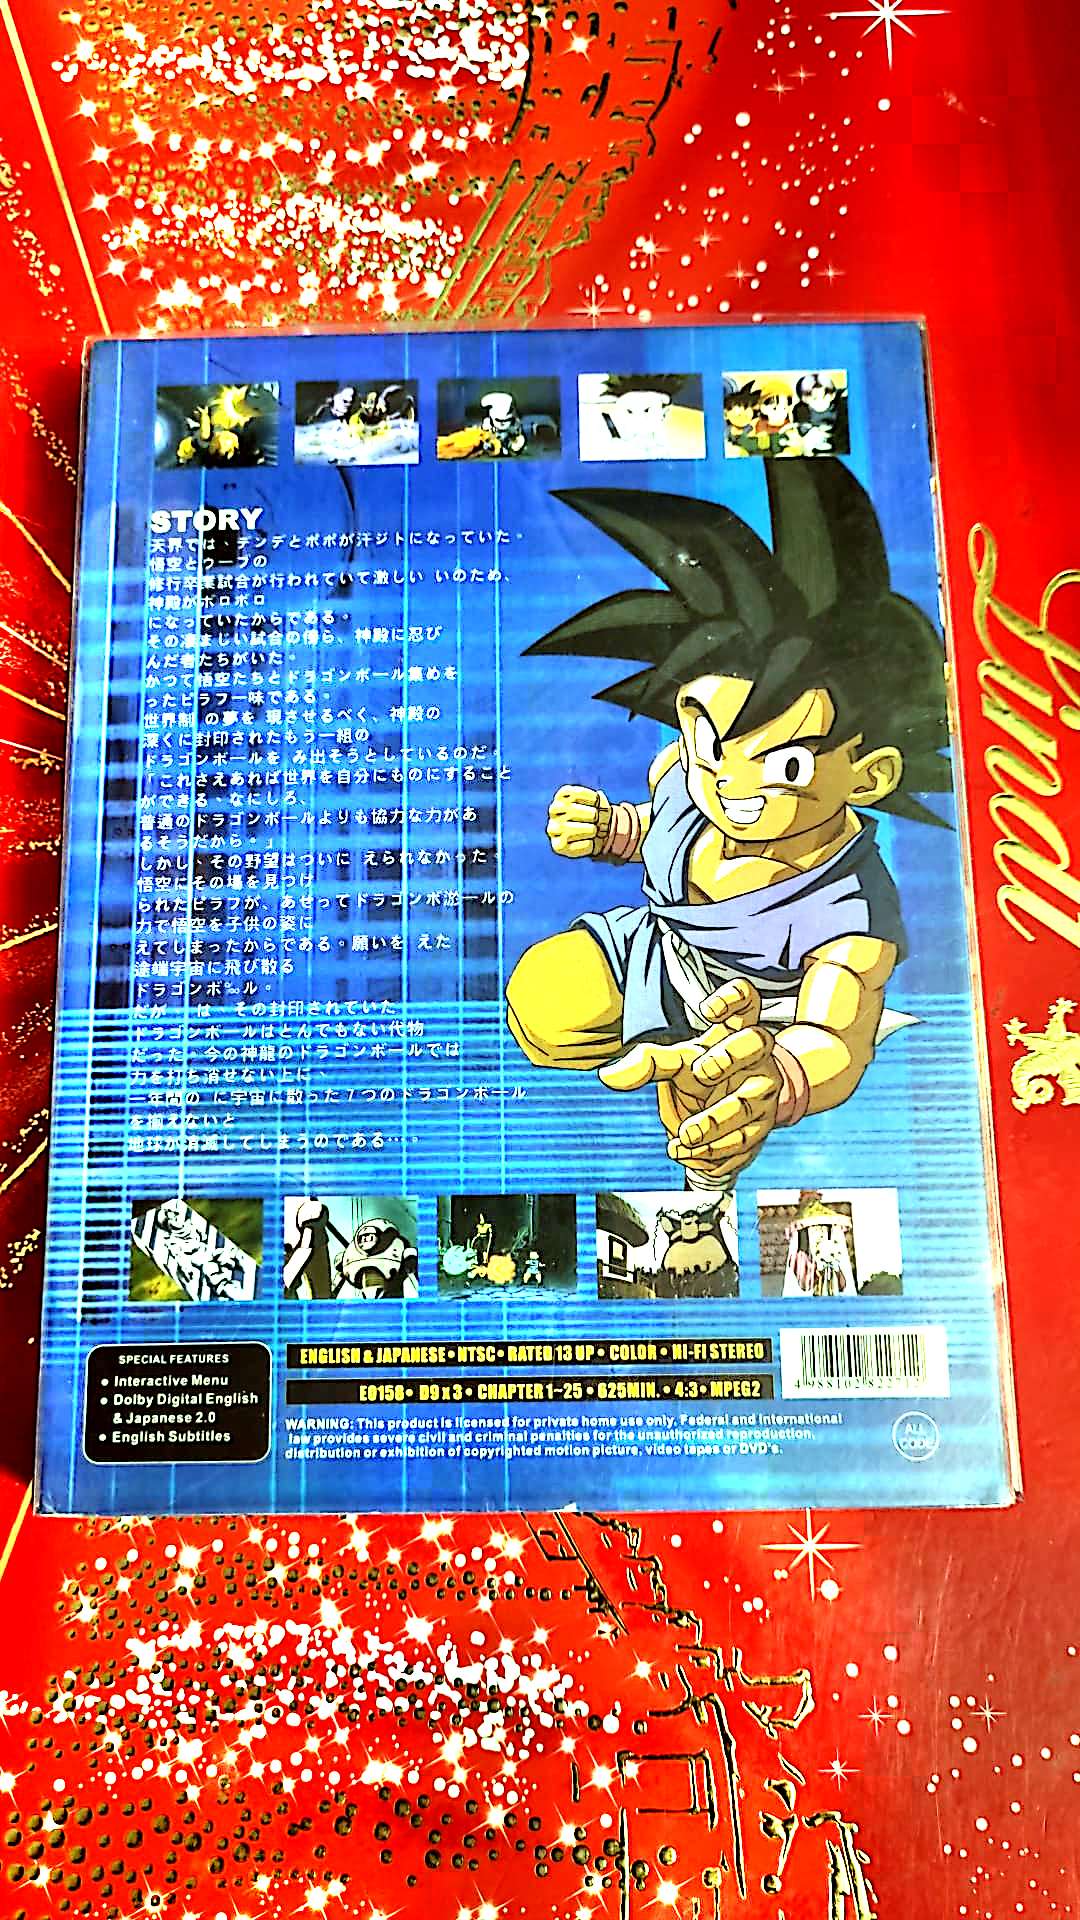 STORY
天界では、デンデとポポが汗ジトになっていた。
悟空とゥーブの
修行卒業試合が行われていて激しい いのため、
神殿がボロボロ
になっていたからである。
その凄まじい試合の傍ら、神殿に忍び
んだ者たちがいた。
かつて悟空たちとドラゴンボール集めを
ったピラフ一味である。
世界制 の夢を 現させるべく、神殿の
深くに封印されたもう一組の
ドラゴンボールを み出そうとしているのだ。
「これさえあれば世界を自分にものにすること
ができる、なにしろ、
普通のドラゴンボールよりも協力な力があ
るそうだから。」
しかし、その野望はついに えられなかった。
悟空にその場を見つけ
られたピラフが、あせってドラゴンボ淤ールの
力で悟空を子供の姿に
えてしまったからである。願いを えた
途端宇宙に飛び散る
ドラゴンボ‰ル。
だが は、その封印されていた
ドラゴンボ ルはとんでもない代物
だった、今の神龍のドラゴンボールでは
力を打ち消せない上に、
一年間の に宇宙に散った7つのドラゴンボール
を揃えないと
地球が消滅してしまうのである…。
SPECIAL FEATURES
● Interactive Menu
● Dolby Digital English
& Japanese 2.0
● English Subtitles
ENGLISH & JAPANESE • NTSC • RATED 13 UP • COLOR • HI-FI STEREO
E0156 • D9 x 3 • CHAPTER 1~25 • 625MIN. • 4:3 • MPEG2
WARNING: This product is licensed for private home use only. Federal and international
law provides severe civil and criminal penalties for the unauthorized reproduction,
distribution or exhibition of copyrighted motion picture, video tapes or DVD's.
ALL
CODE
Lindt